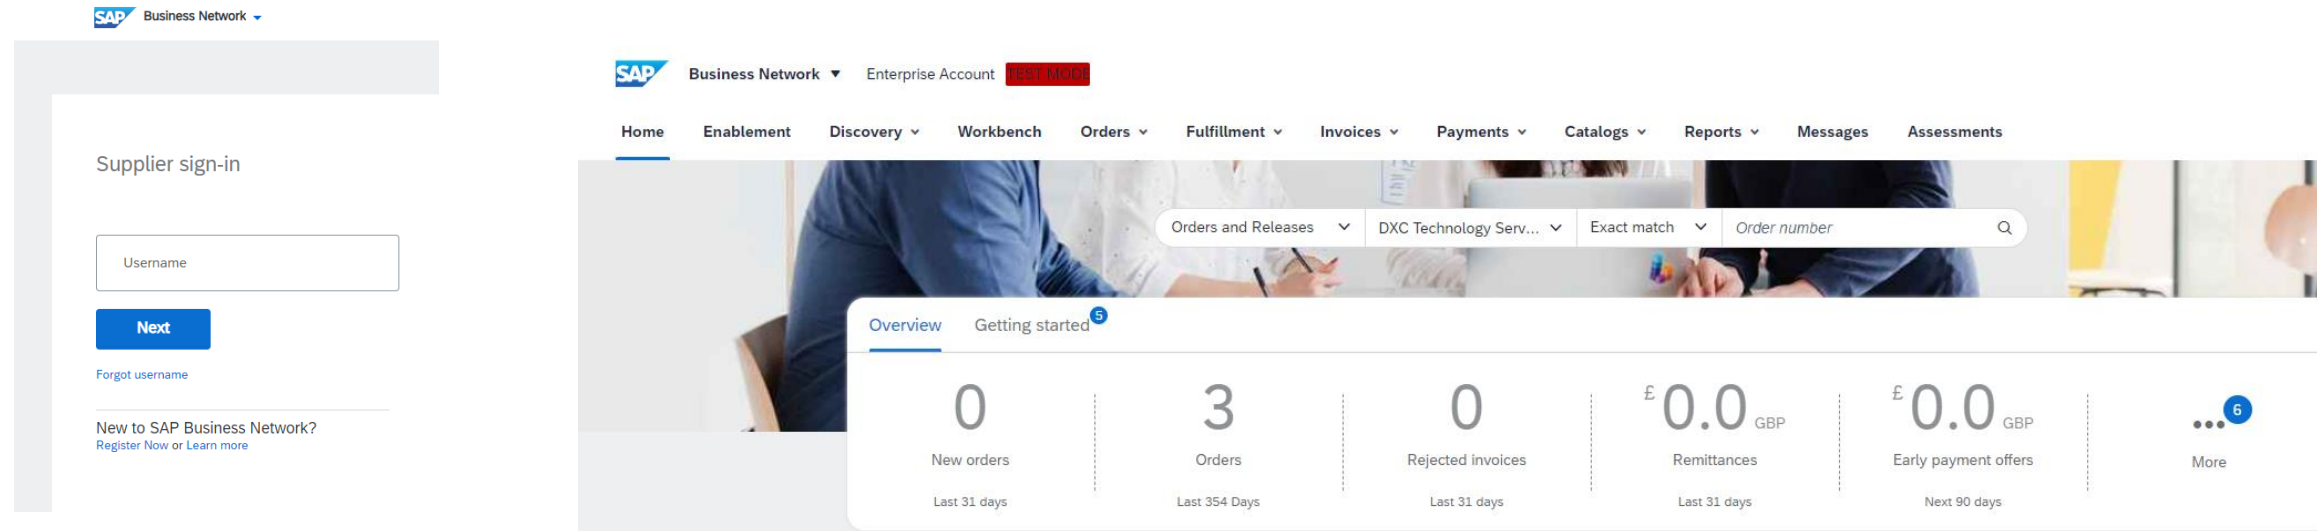 SAP Business Network
Supplier sign-in
Username
Next
Forgot username
New to SAP Business Network?
Register Now or Learn more
SAP Business Network Enterprise Account TEST MODE
Home Enablement Discovery Workbench Orders Fulfillment Invoices Payments Catalogs Reports Messages Assessments
Orders and Releases DXC Technology Serv... Exact match Order number
Overview Getting started 5
0 3 0 £ 0.0 GBP £ 0.0 GBP ... 6
New orders Orders Rejected invoices Remittances Early payment offers More
Last 31 days Last 354 Days Last 31 days Last 31 days Next 90 days